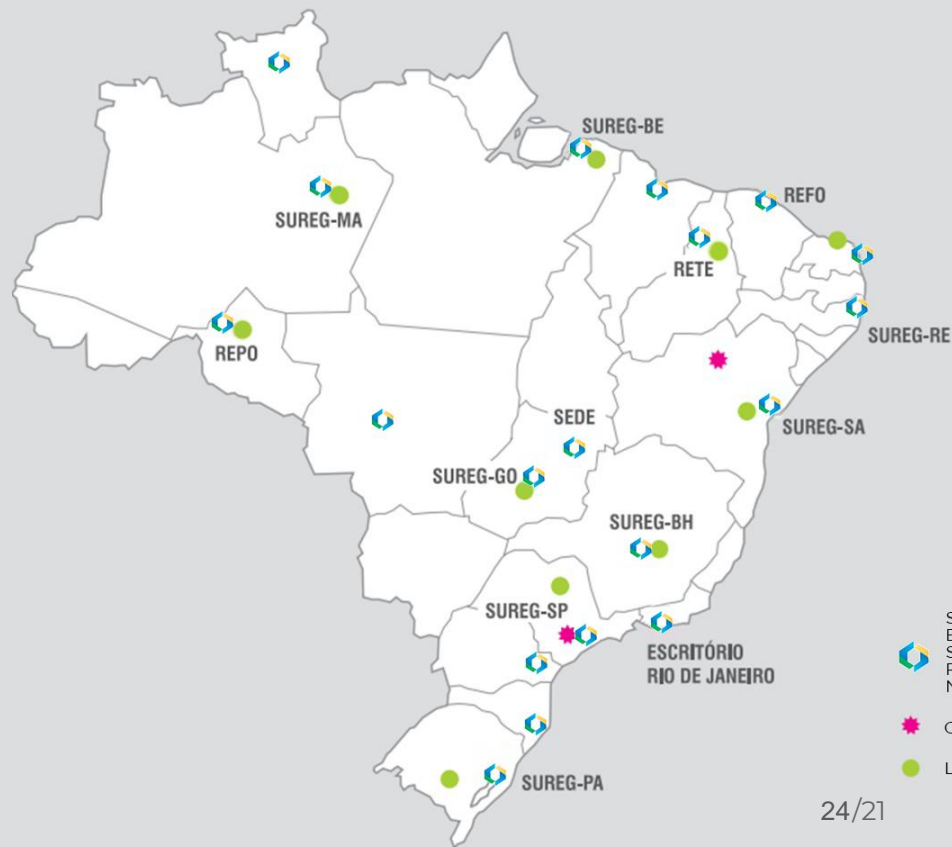 SUREG-BE
REFO
SUREG-MA
RETE
SUREG-RE
REPO
SEDE
SUREG-SA
SUREG-GO
SUREG-BH
SUREG-SP
ESCRITÓRIO
RIO DE JANEIRO
SUREG-PA
S
E
S
P
N
C
L
24/21